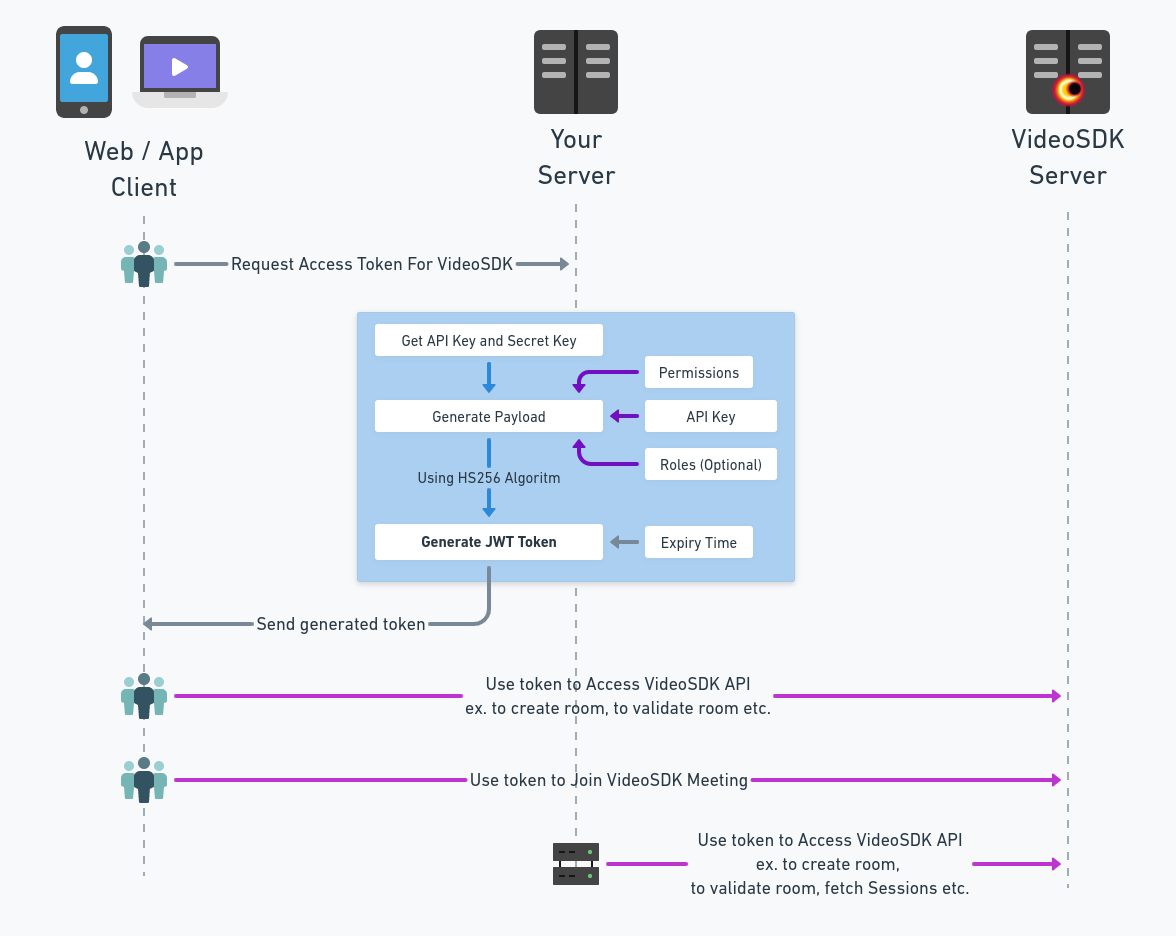 Web / App
Client
Your
Server
VideoSDK
Server
Request Access Token For VideoSDK
Get API Key and Secret Key
Permissions
Generate Payload
API Key
Roles (Optional)
Using HS256 Algoritm
Generate JWT Token
Expiry Time
Send generated token
Use token to Access VideoSDK API
ex. to create room, to validate room etc.
Use token to Join VideoSDK Meeting
Use token to Access VideoSDK API
ex. to create room,
to validate room, fetch Sessions etc.